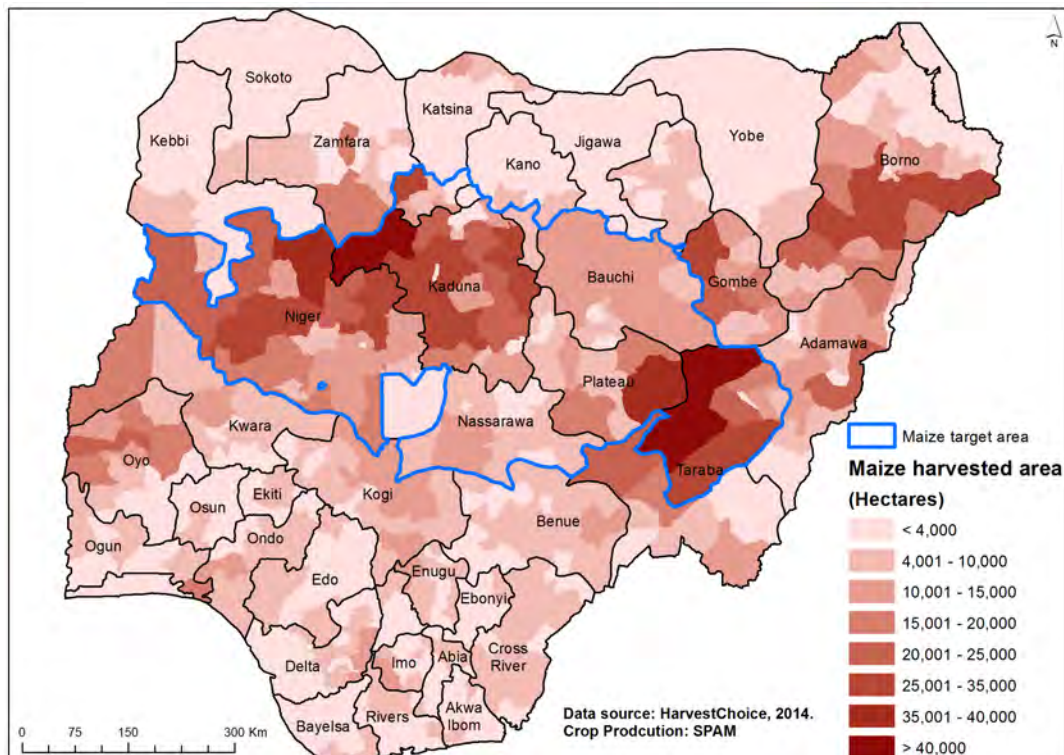 N
Sokoto
Katsina
Kebbi
Zamfara
Jigawa
Yobe
Kano
Borno
Bauchi
Gombe
Kaduna
Niger
Adamawa
Plateau
Nassarawa
Kwara
Taraba
Oyo
Kogi
Ekiti
Osun
Benue
Ondo
Ogun
Edo
Enugu
Ebonyi
Cross
River
Delta
Imo
Abia
Akwa
Ibom
Rivers
Bayelsa
Maize target area
Maize harvested area
(Hectares)
< 4,000
4,001 - 10,000
10,001 - 15,000
15,001 - 20,000
20,001 - 25,000
25,001 - 35,000
35,001 - 40,000
> 40,000
Data source: HarvestChoice, 2014.
Crop Prodcution: SPAM
0 75 150 300 Km